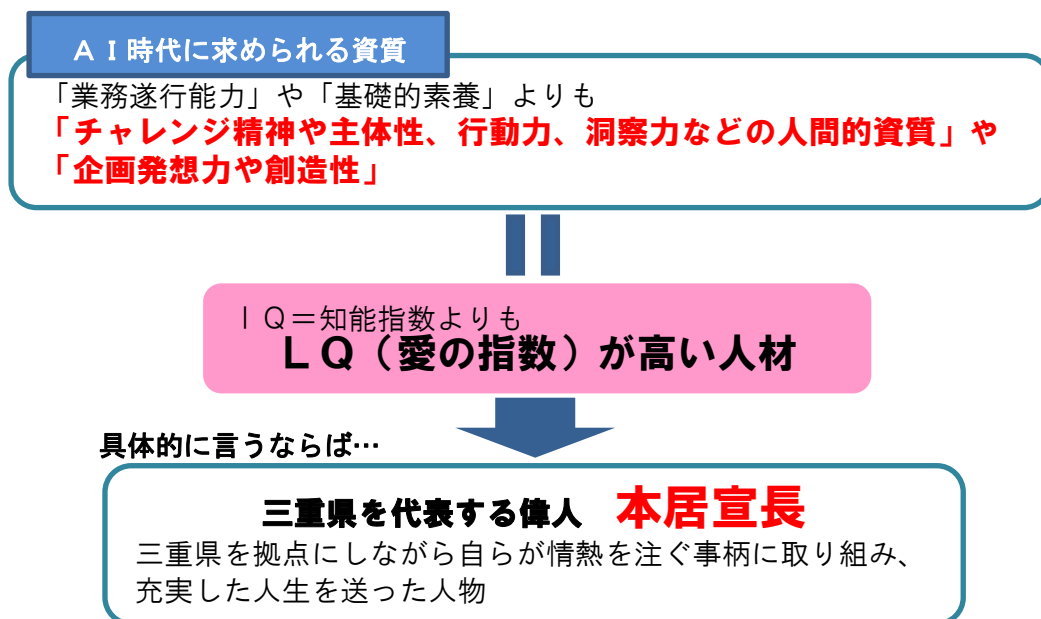 ＡＩ時代に求められる資質
「業務遂行能力」や「基礎的素養」よりも
「チャレンジ精神や主体性、行動力、洞察力などの人間的資質」や
「企画発想力や創造性」
ＩＱ＝知能指数よりも
ＬＱ（愛の指数）が高い人材
具体的に言うならば…
三重県を代表する偉人　本居宣長
三重県を拠点にしながら自らが情熱を注ぐ事柄に取り組み、
充実した人生を送った人物